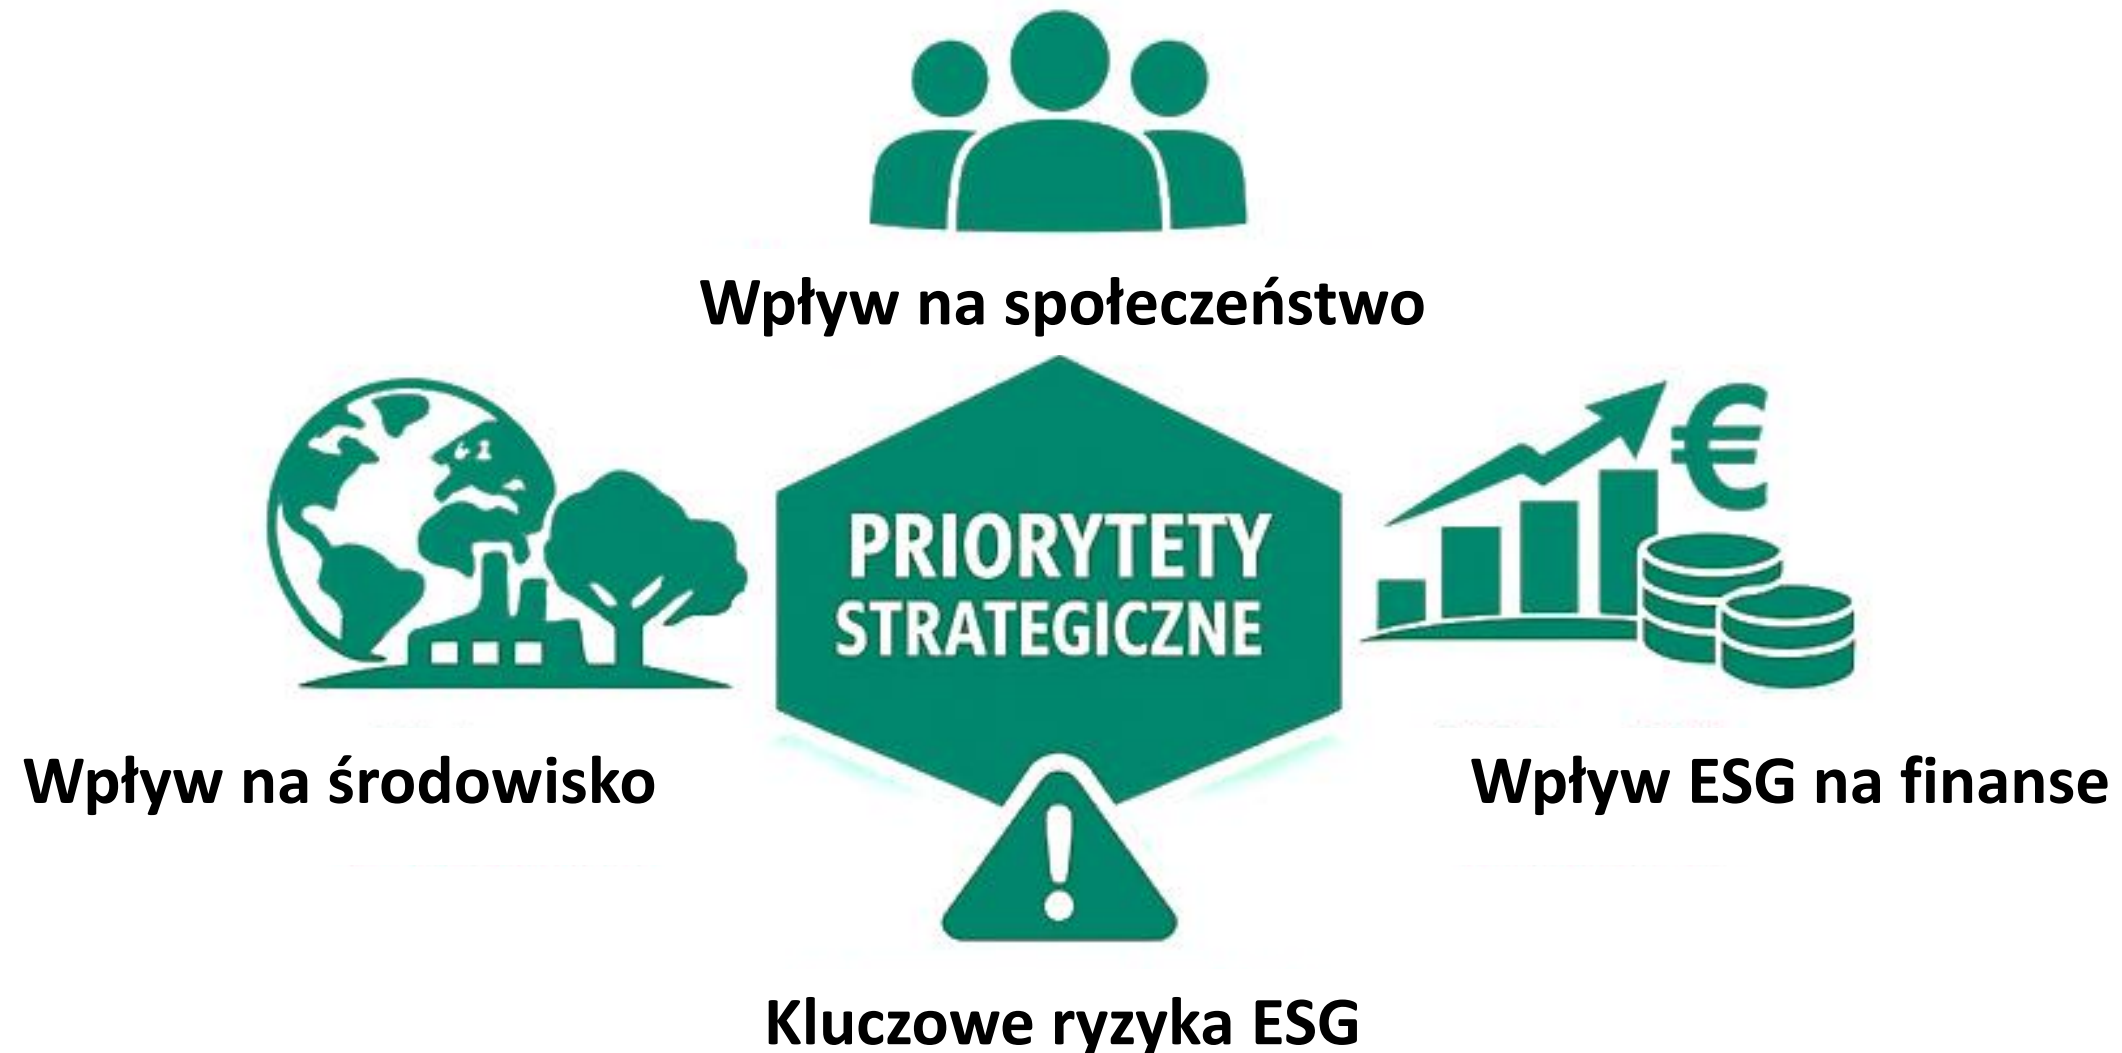 Wpływ na społeczeństwo
PRIORYTETY
STRATEGICZNE
€
Wpływ na środowisko
Wpływ ESG na finanse
!
Kluczowe ryzyka ESG